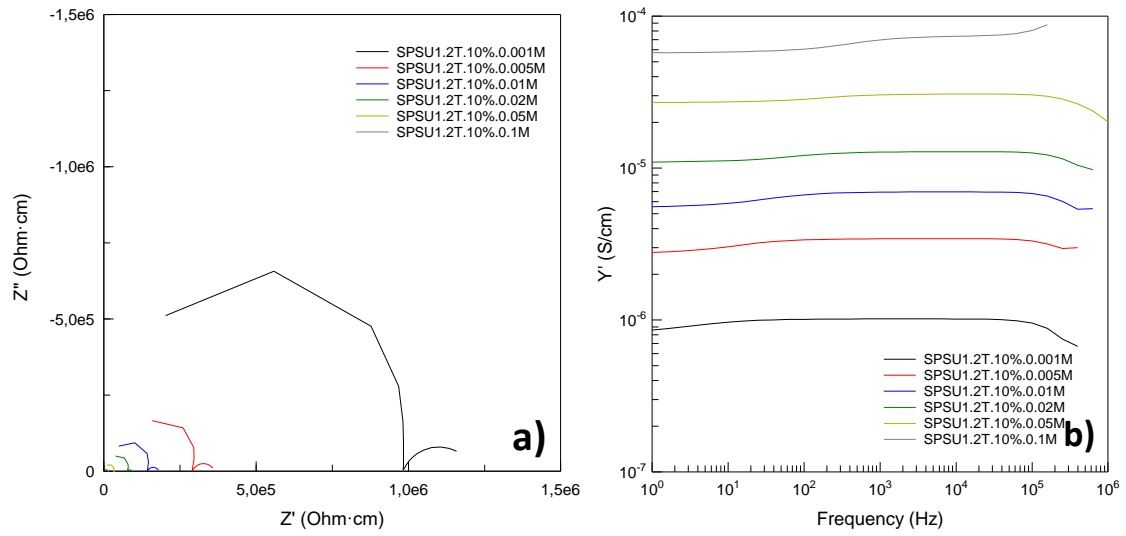 -1,5e6
-1,0e6
-5,0e5
0
Z'' (Ohm·cm)
0
5,0e5
1,0e6
1,5e6
Z' (Ohm·cm)
SPSU1.2T.10%.0.001M
SPSU1.2T.10%.0.005M
SPSU1.2T.10%.0.01M
SPSU1.2T.10%.0.02M
SPSU1.2T.10%.0.05M
SPSU1.2T.10%.0.1M
a)
10⁻⁴
10⁻⁵
10⁻⁶
10⁻⁷
Y' (S/cm)
10⁰
10¹
10²
10³
10⁴
10⁵
10⁶
Frequency (Hz)
SPSU1.2T.10%.0.001M
SPSU1.2T.10%.0.005M
SPSU1.2T.10%.0.01M
SPSU1.2T.10%.0.02M
SPSU1.2T.10%.0.05M
SPSU1.2T.10%.0.1M
b)